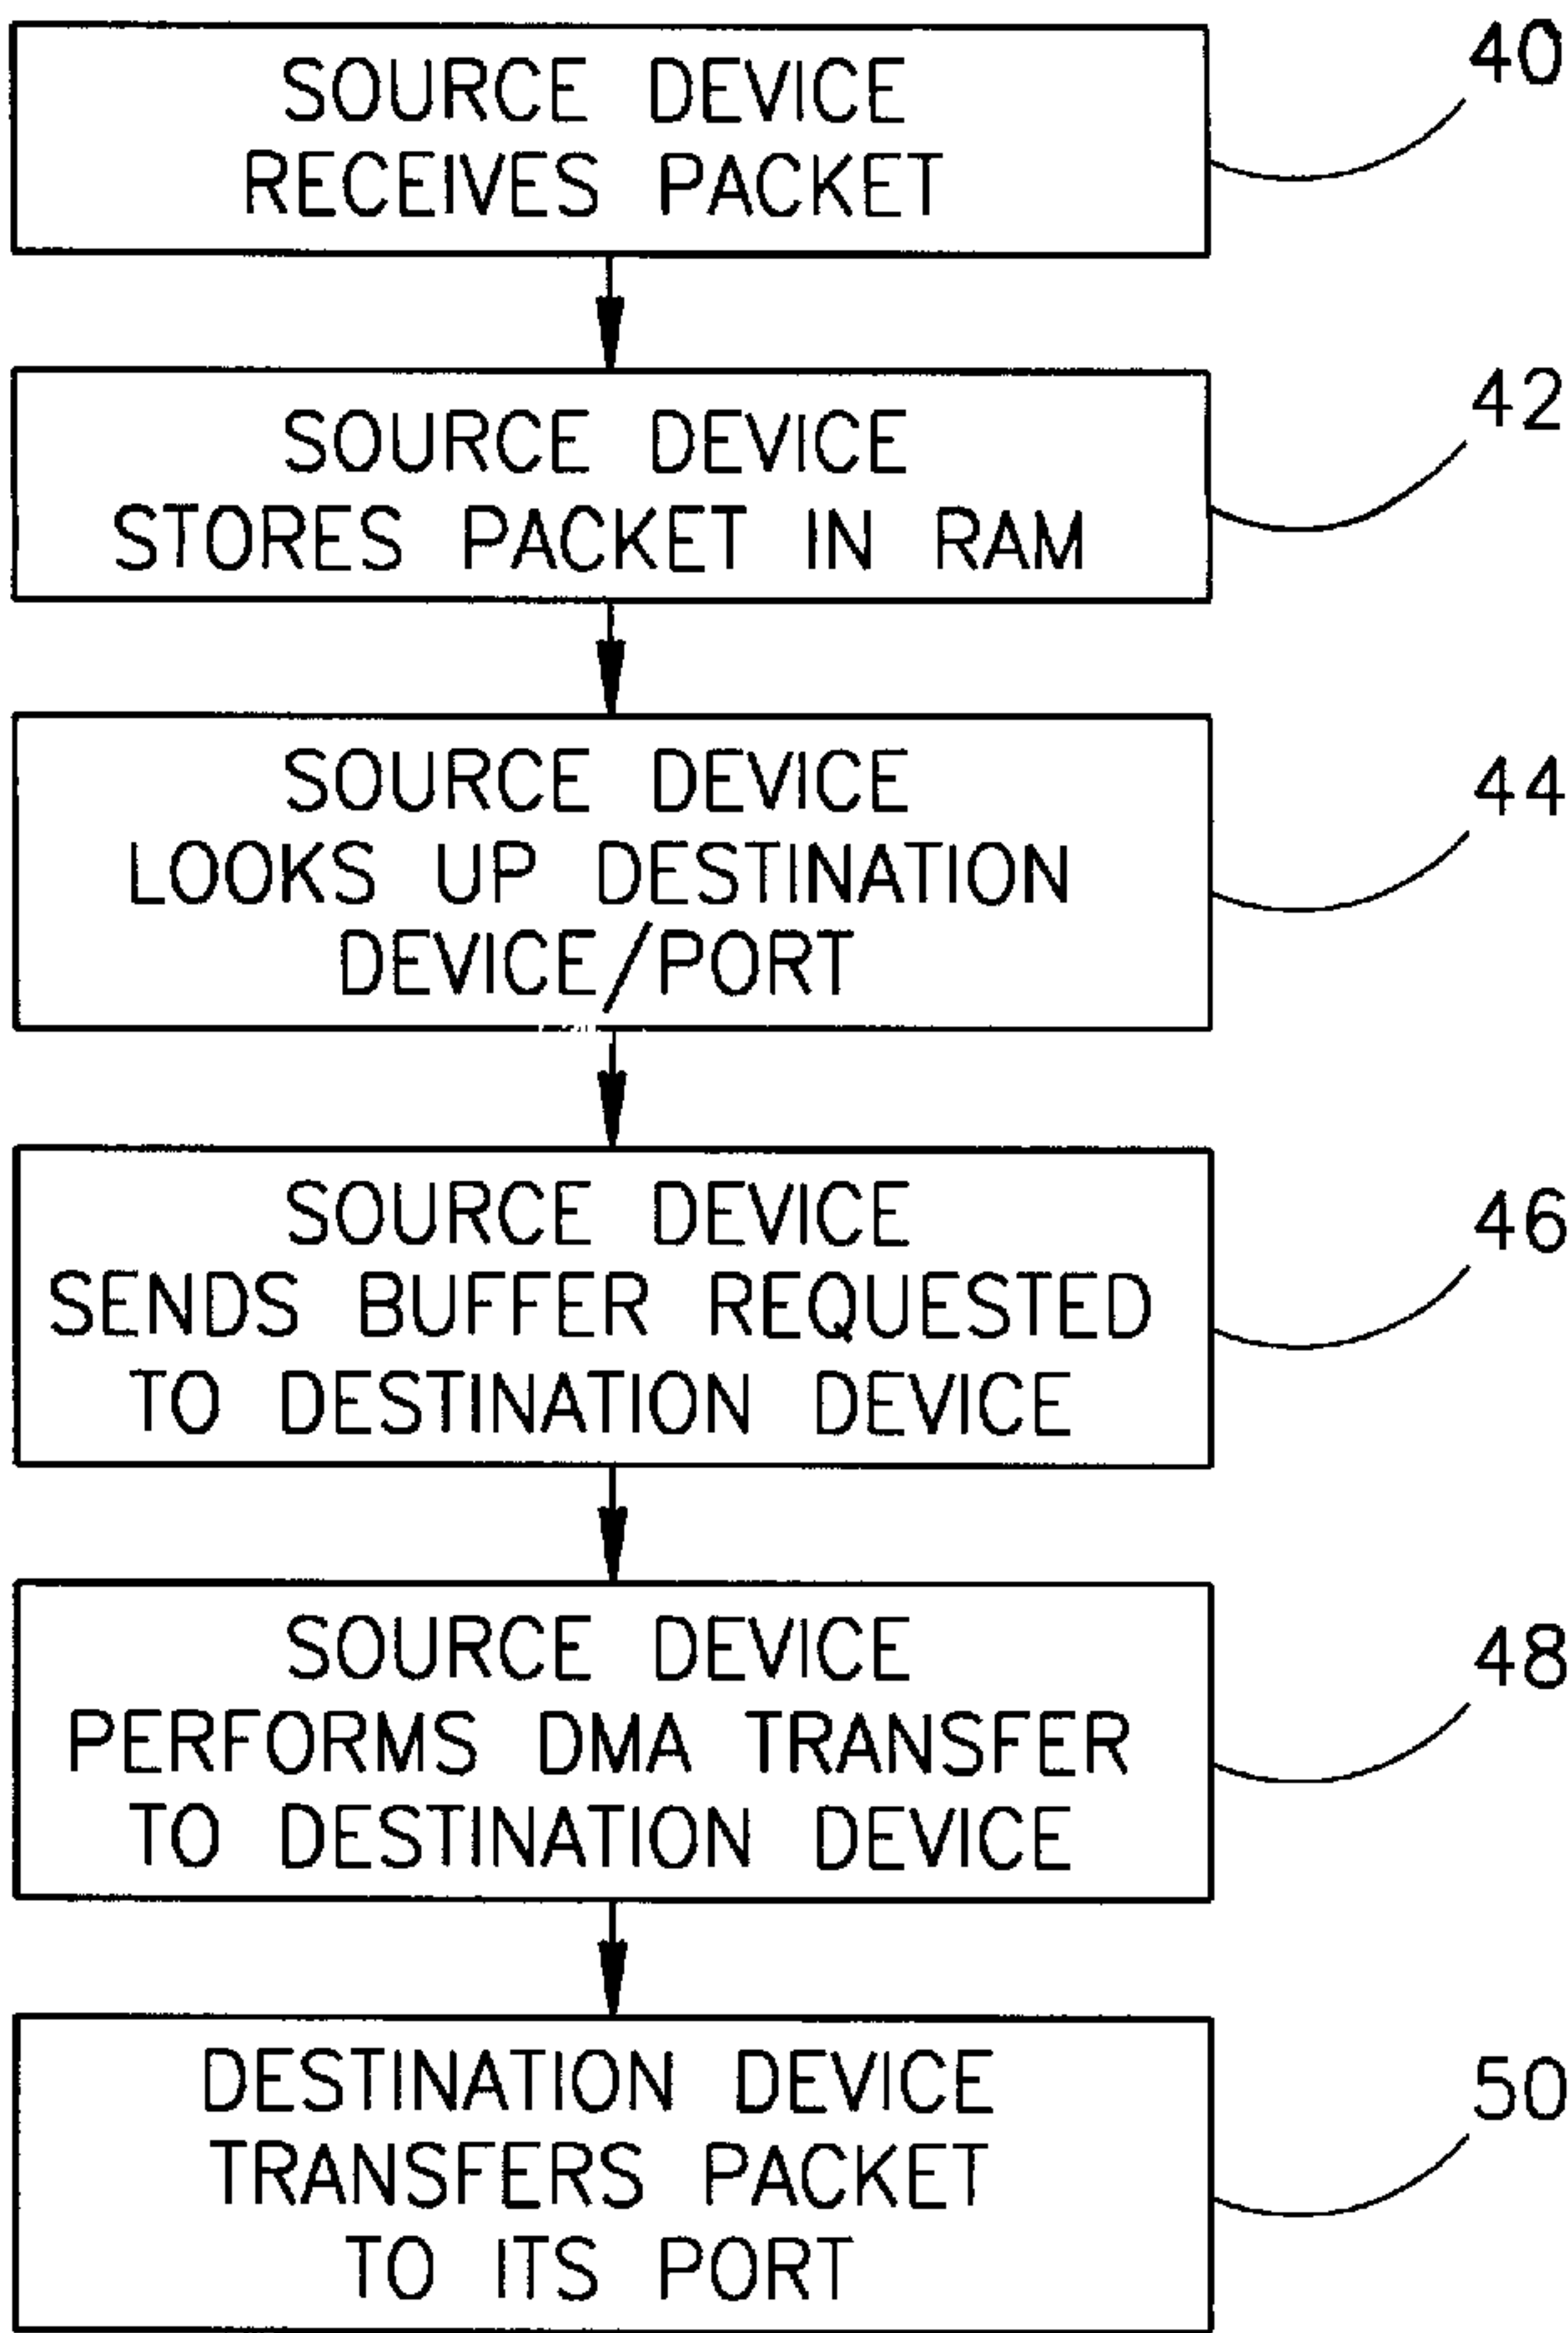 40
SOURCE DEVICE
RECEIVES PACKET
42
SOURCE DEVICE
STORES PACKET IN RAM
44
SOURCE DEVICE
LOOKS UP DESTINATION
DEVICE/PORT
46
SOURCE DEVICE
SENDS BUFFER REQUESTED
TO DESTINATION DEVICE
48
SOURCE DEVICE
PERFORMS DMA TRANSFER
TO DESTINATION DEVICE
50
DESTINATION DEVICE
TRANSFERS PACKET
TO ITS PORT